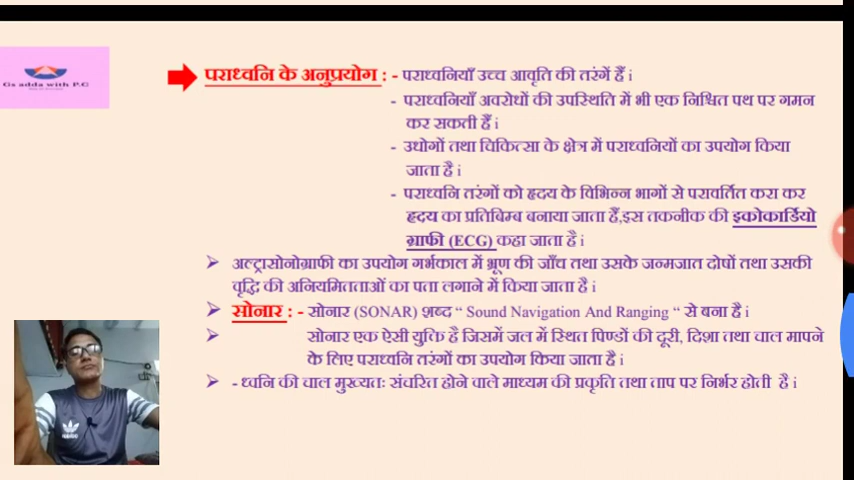 Gs adda with P.C
पराध्वनि के अनुप्रयोग : - पराध्वनियाँ उच्च आवृति की तरंगें हैं i
- पराध्वनियाँ अवरोधों की उपस्थिति में भी एक निश्चित पथ पर गमन
कर सकती हैं i
- उधोगों तथा चिकित्सा के क्षेत्र में पराध्वनियों का उपयोग किया
जाता है i
- पराध्वनि तरंगों को हृदय के विभिन्न भागों से परावर्तित करा कर
हृदय का प्रतिबिम्ब बनाया जाता हैं,इस तकनीक की इकोकार्डियो
ग्राफी (ECG) कहा जाता है i
➢ अल्ट्रासोनोग्राफी का उपयोग गर्भकाल में भ्रूण की जाँच तथा उसके जन्मजात दोषों तथा उसकी
वृद्धि की अनियमितताओं का पता लगाने में किया जाता है i
➢ सोनार : - सोनार (SONAR) शब्द “ Sound Navigation And Ranging “ से बना है i
➢ सोनार एक ऐसी युक्ति है जिसमें जल में स्थित पिण्डों की दूरी, दिशा तथा चाल मापने
के लिए पराध्वनि तरंगों का उपयोग किया जाता है i
➢ - ध्वनि की चाल मुख्यतः संचरित होने वाले माध्यम की प्रकृति तथा ताप पर निर्भर होती है i
adidas